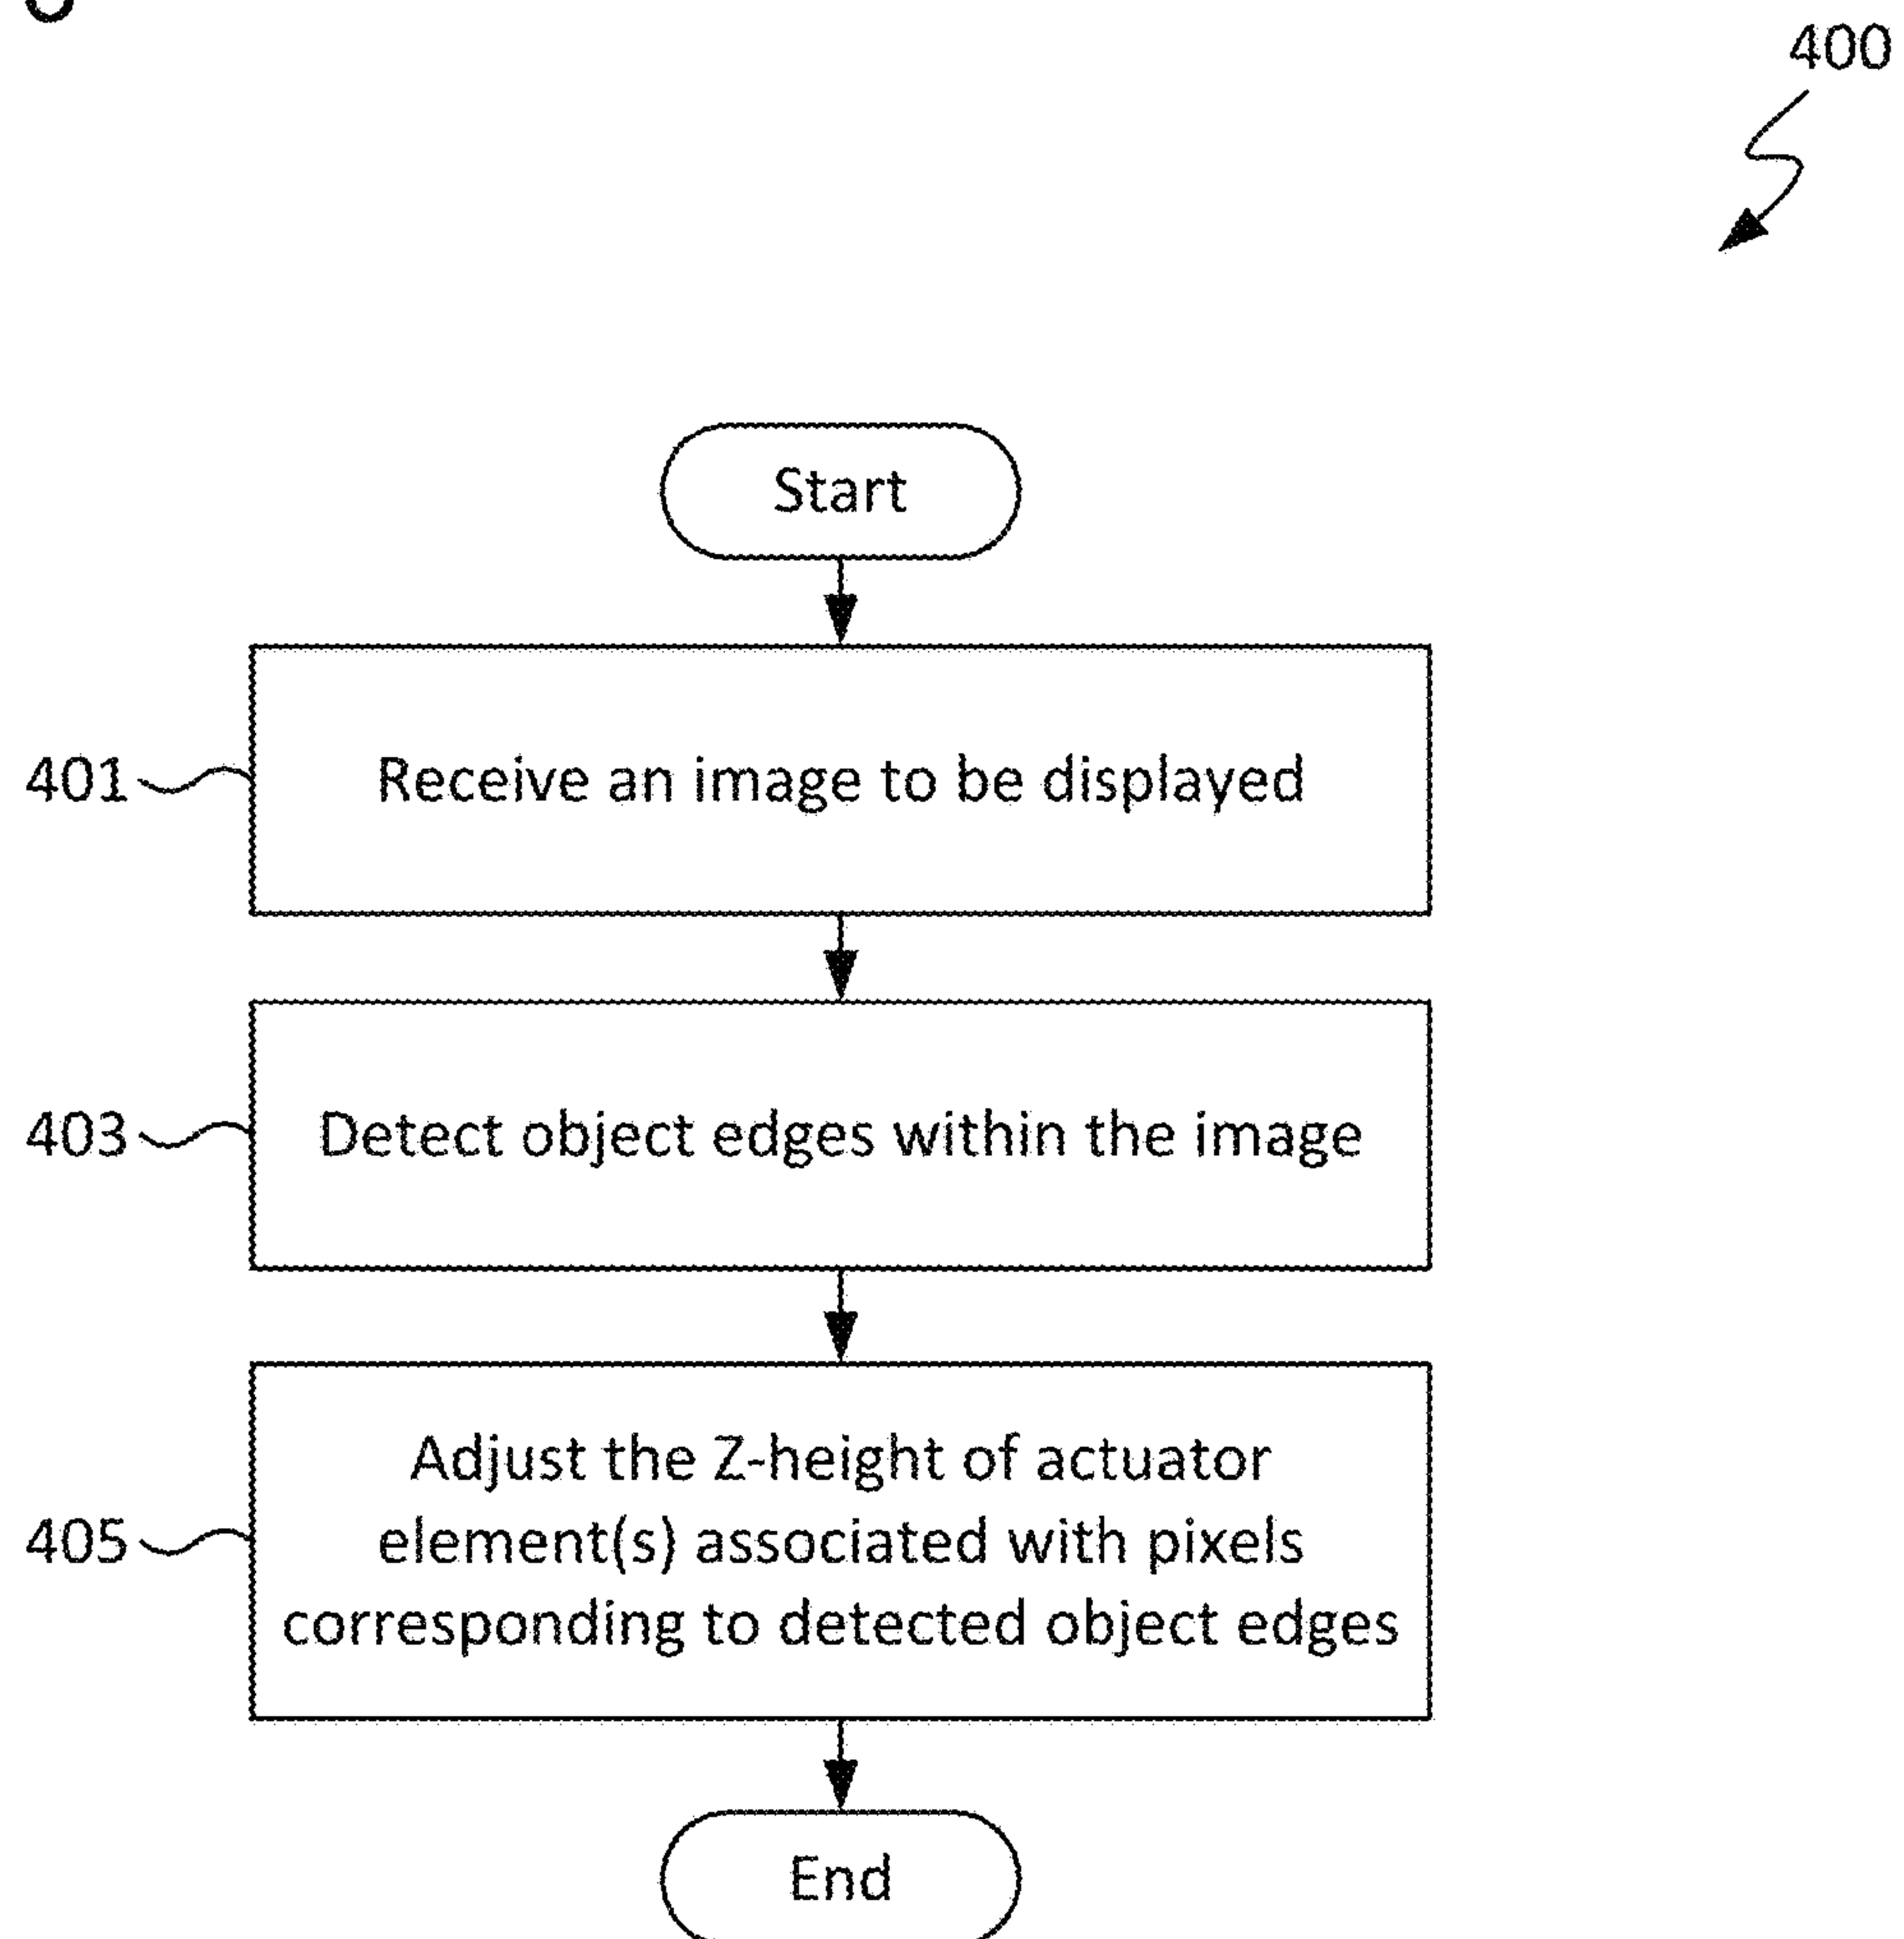 400
Start
401
Receive an image to be displayed
403
Detect object edges within the image
405
Adjust the Z-height of actuator
element(s) associated with pixels
corresponding to detected object edges
End